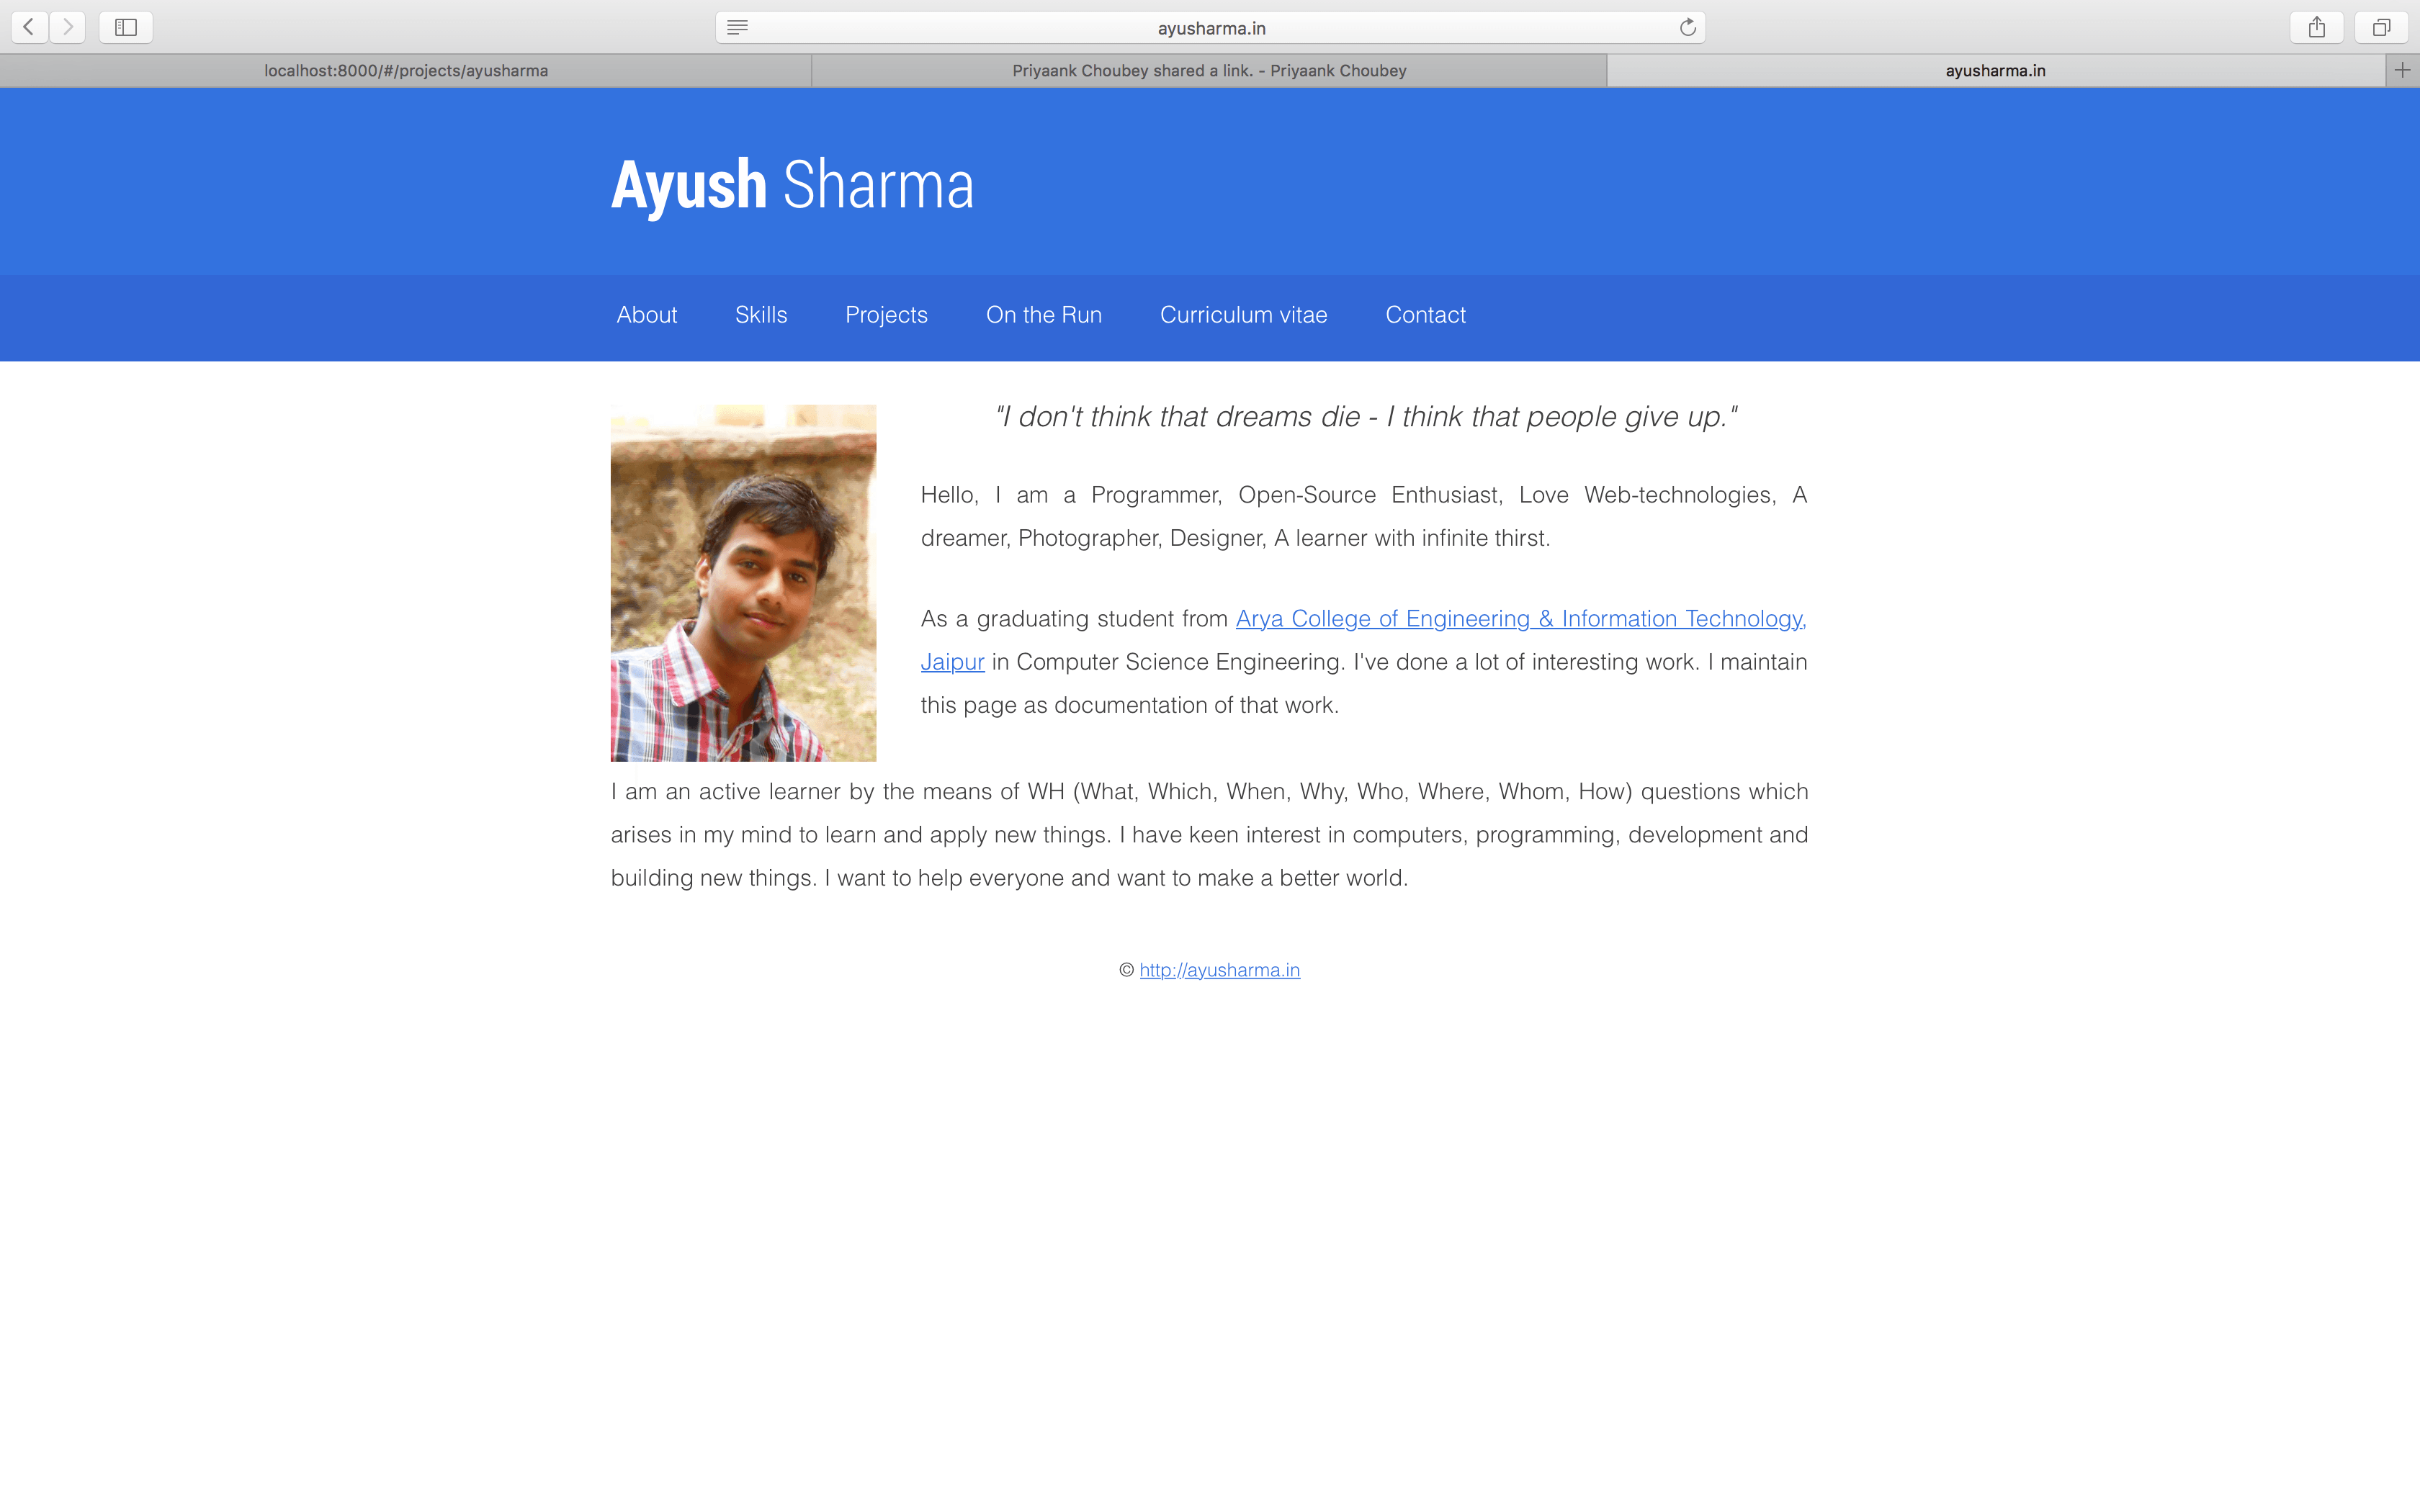 ayusharma.in
localhost:8000/#/projects/ayusharma
Priyaank Choubey shared a link. - Priyaank Choubey
ayusharma.in
Ayush Sharma
About Skills Projects On the Run Curriculum vitae Contact
"I don't think that dreams die - I think that people give up."
Hello, I am a Programmer, Open-Source Enthusiast, Love Web-technologies, A
dreamer, Photographer, Designer, A learner with infinite thirst.
As a graduating student from Arya College of Engineering & Information Technology,
Jaipur in Computer Science Engineering. I've done a lot of interesting work. I maintain
this page as documentation of that work.
I am an active learner by the means of WH (What, Which, When, Why, Who, Where, Whom, How) questions which
arises in my mind to learn and apply new things. I have keen interest in computers, programming, development and
building new things. I want to help everyone and want to make a better world.
© http://ayusharma.in